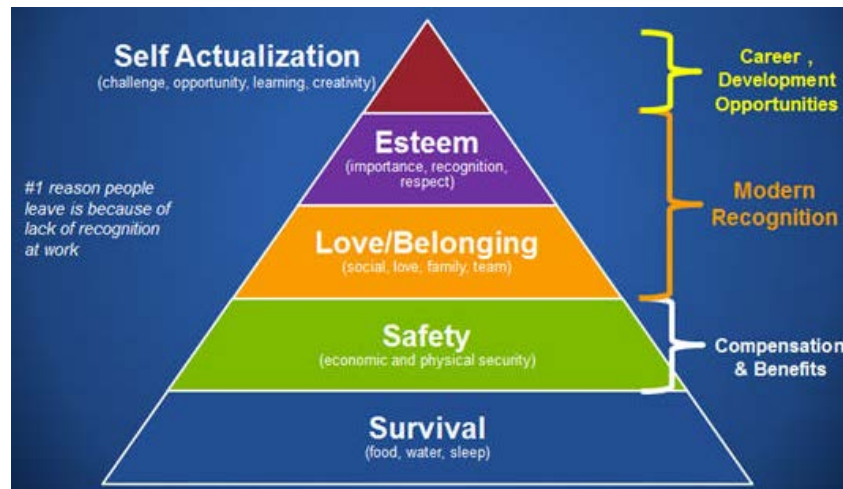 Self Actualization
(challenge, opportunity, learning, creativity)
Career ,
Development
Opportunities
Esteem
(importance, recognition,
respect)
#1 reason people
leave is because of
lack of recognition
at work
Modern
Recognition
Love/Belonging
(social, love, family, team)
Safety
(economic and physical security)
Compensation
& Benefits
Survival
(food, water, sleep)